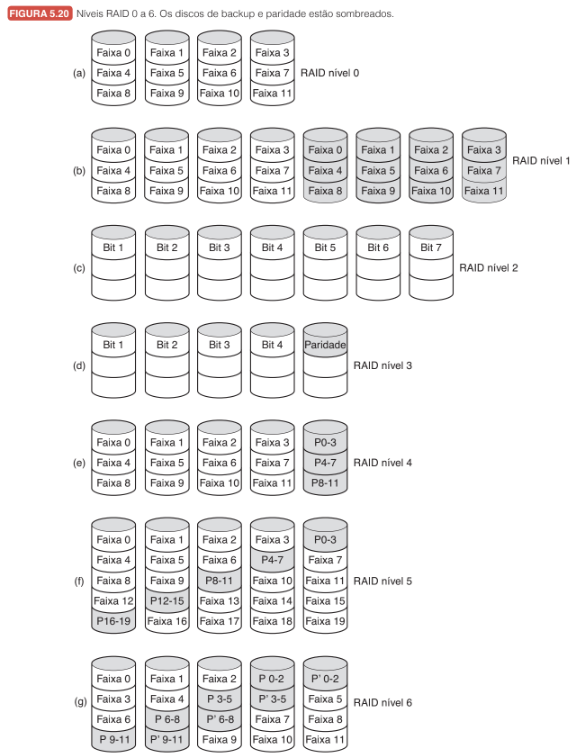 FIGURA 5.20 Níveis RAID 0 a 6. Os discos de backup e paridade estão sombreados.
Faixa 0 Faixa 1 Faixa 2 Faixa 3
(a) Faixa 4 Faixa 5 Faixa 6 Faixa 7 RAID nível 0
Faixa 8 Faixa 9 Faixa 10 Faixa 11
Faixa 0 Faixa 1 Faixa 2 Faixa 3 Faixa 0 Faixa 1 Faixa 2 Faixa 3
(b) Faixa 4 Faixa 5 Faixa 6 Faixa 7 Faixa 4 Faixa 5 Faixa 6 Faixa 7 RAID nível 1
Faixa 8 Faixa 9 Faixa 10 Faixa 11 Faixa 8 Faixa 9 Faixa 10 Faixa 11
Bit 1 Bit 2 Bit 3 Bit 4 Bit 5 Bit 6 Bit 7
(c) RAID nível 2
Bit 1 Bit 2 Bit 3 Bit 4 Paridade
(d) RAID nível 3
Faixa 0 Faixa 1 Faixa 2 Faixa 3 P0-3
(e) Faixa 4 Faixa 5 Faixa 6 Faixa 7 P4-7 RAID nível 4
Faixa 8 Faixa 9 Faixa 10 Faixa 11 P8-11
Faixa 0 Faixa 1 Faixa 2 Faixa 3 P0-3
Faixa 4 Faixa 5 Faixa 6 P4-7 Faixa 7
(f) Faixa 8 Faixa 9 P8-11 Faixa 10 Faixa 11 RAID nível 5
Faixa 12 P12-15 Faixa 13 Faixa 14 Faixa 15
P16-19 Faixa 16 Faixa 17 Faixa 18 Faixa 19
Faixa 0 Faixa 1 Faixa 2 P 0-2 P' 0-2
Faixa 3 Faixa 4 P 3-5 P' 3-5 Faixa 5
(g) Faixa 6 P 6-8 P' 6-8 Faixa 7 Faixa 8 RAID nível 6
P 9-11 P' 9-11 Faixa 9 Faixa 10 Faixa 11